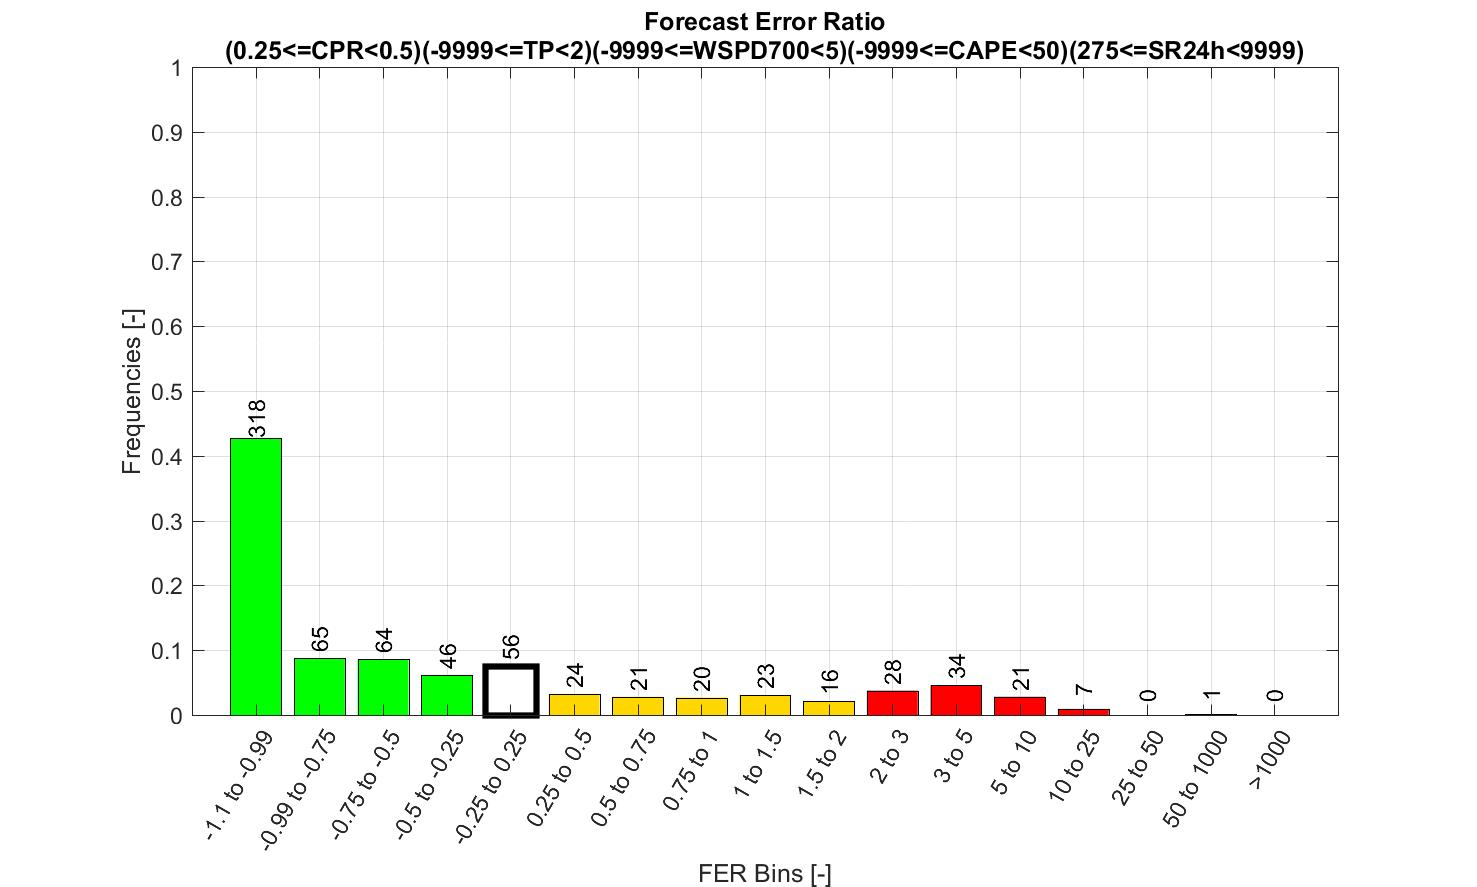 Forecast Error Ratio
(0.25<=CPR<0.5)(-9999<=TP<2)(-9999<=WSPD700<5)(-9999<=CAPE<50)(275<=SR24h<9999)
1
0.9
0.8
0.7
0.6
0.5
0.4
0.3
0.2
0.1
0
Frequencies [-]
318
65
64
46
56
24
21
20
23
16
28
34
21
7
0
1
0
-1.1 to -0.99
-0.99 to -0.75
-0.75 to -0.5
-0.5 to -0.25
-0.25 to 0.25
0.25 to 0.5
0.5 to 0.75
0.75 to 1
1 to 1.5
1.5 to 2
2 to 3
3 to 5
5 to 10
10 to 25
25 to 50
50 to 1000
>1000
FER Bins [-]